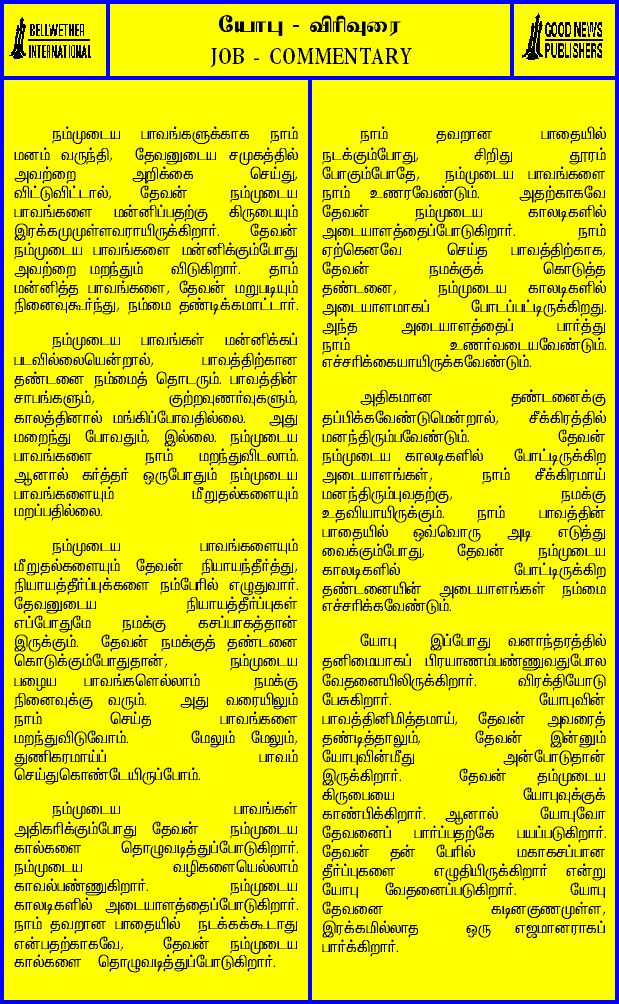 BELLWETHER
INTERNATIONAL
யோபு - விரிவுரை
JOB - COMMENTARY
GOOD NEWS
PUBLISHERS
நம்முடைய பாவங்களுக்காக நாம்
மனம் வருந்தி, தேவனுடைய சமுகத்தில்
அவற்றை அறிக்கை செய்து,
விட்டுவிட்டால், தேவன் நம்முடைய
பாவங்களை மன்னிப்பதற்கு கிருபையும்
இரக்கமுமுள்ளவராயிருக்கிறார். தேவன்
நம்முடைய பாவங்களை மன்னிக்கும்போது
அவற்றை மறந்தும் விடுகிறார். தாம்
மன்னித்த பாவங்களை, தேவன் மறுபடியும்
நினைவுகூர்ந்து, நம்மை தண்டிக்கமாட்டார்.
நம்முடைய பாவங்கள் மன்னிக்கப்
படவில்லையென்றால், பாவத்திற்கான
தண்டனை நம்மைத் தொடரும். பாவத்தின்
சாபங்களும், குற்றவுணர்வுகளும்,
காலத்தினால் மங்கிப்போவதில்லை. அது
மறைந்து போவதும், இல்லை. நம்முடைய
பாவங்களை நாம் மறந்துவிடலாம்.
ஆனால் கர்த்தர் ஒருபோதும் நம்முடைய
பாவங்களையும் மீறுதல்களையும்
மறப்பதில்லை.
நம்முடைய பாவங்களையும்
மீறுதல்களையும் தேவன் நியாயந்தீர்த்து,
நியாயத்தீர்ப்புக்களை நம்பேரில் எழுதுவார்.
தேவனுடைய நியாயத்தீர்ப்புகள்
எப்போதுமே நமக்கு கசப்பாகத்தான்
இருக்கும். தேவன் நமக்குத் தண்டனை
கொடுக்கும்போதுதான், நம்முடைய
பழைய பாவங்களெல்லாம் நமக்கு
நினைவுக்கு வரும். அது வரையிலும்
நாம் செய்த பாவங்களை
மறந்துவிடுவோம். மேலும் மேலும்,
துணிகரமாய்ப் பாவம்
செய்துகொண்டேயிருப்போம்.
நம்முடைய பாவங்கள்
அதிகரிக்கும்போது தேவன் நம்முடைய
கால்களை தொழுவடித்துப்போடுகிறார்.
நம்முடைய வழிகளையெல்லாம்
காவல்பண்ணுகிறார். நம்முடைய
காலடிகளில் அடையாளத்தைப்போடுகிறார்.
நாம் தவறான பாதையில் நடக்கக்கூடாது
என்பதற்காகவே, தேவன் நம்முடைய
கால்களை தொழுவடித்துப்போடுகிறார்.
நாம் தவறான பாதையில்
நடக்கும்போது, சிறிது தூரம்
போகும்போதே, நம்முடைய பாவங்களை
நாம் உணரவேண்டும். அதற்காகவே
தேவன் நம்முடைய காலடிகளில்
அடையாளத்தைப்போடுகிறார். நாம்
ஏற்கெனவே செய்த பாவத்திற்காக,
தேவன் நமக்குக் கொடுத்த
தண்டனை, நம்முடைய காலடிகளில்
அடையாளமாகப் போடப்பட்டிருக்கிறது.
அந்த அடையாளத்தைப் பார்த்து
நாம் உணர்வடையவேண்டும்.
எச்சரிக்கையாயிருக்கவேண்டும்.
அதிகமான தண்டனைக்கு
தப்பிக்கவேண்டுமென்றால், சீக்கிரத்தில்
மனந்திரும்பவேண்டும். தேவன்
நம்முடைய காலடிகளில் போட்டிருக்கிற
அடையாளங்கள், நாம் சீக்கிரமாய்
மனந்திரும்புவதற்கு, நமக்கு
உதவியாயிருக்கும். நாம் பாவத்தின்
பாதையில் ஒவ்வொரு அடி எடுத்து
வைக்கும்போது, தேவன் நம்முடைய
காலடிகளில் போட்டிருக்கிற
தண்டனையின் அடையாளங்கள் நம்மை
எச்சரிக்கவேண்டும்.
யோபு இப்போது வனாந்தரத்தில்
தனிமையாகப் பிரயாணம்பண்ணுவதுபோல
வேதனையிலிருக்கிறார். விரக்தியோடு
பேசுகிறார். யோபுவின்
பாவத்தினிமித்தமாய், தேவன் அவரைத்
தண்டித்தாலும், தேவன் இன்னும்
யோபுவின்மீது அன்போடுதான்
இருக்கிறார். தேவன் தம்முடைய
கிருபையை யோபுவுக்குக்
காண்பிக்கிறார். ஆனால் யோபுவோ
தேவனைப் பார்ப்பதற்கே பயப்படுகிறார்.
தேவன் தன் பேரில் மகாகசப்பான
தீர்ப்புகளை எழுதியிருக்கிறார் என்று
யோபு வேதனைப்படுகிறார். யோபு
தேவனை கடினகுணமுள்ள,
இரக்கமில்லாத ஒரு எஜமானராகப்
பார்க்கிறார்.